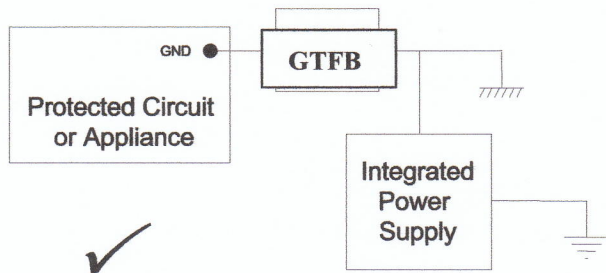 GND
GTFB
Protected Circuit
or Appliance
Integrated
Power
Supply